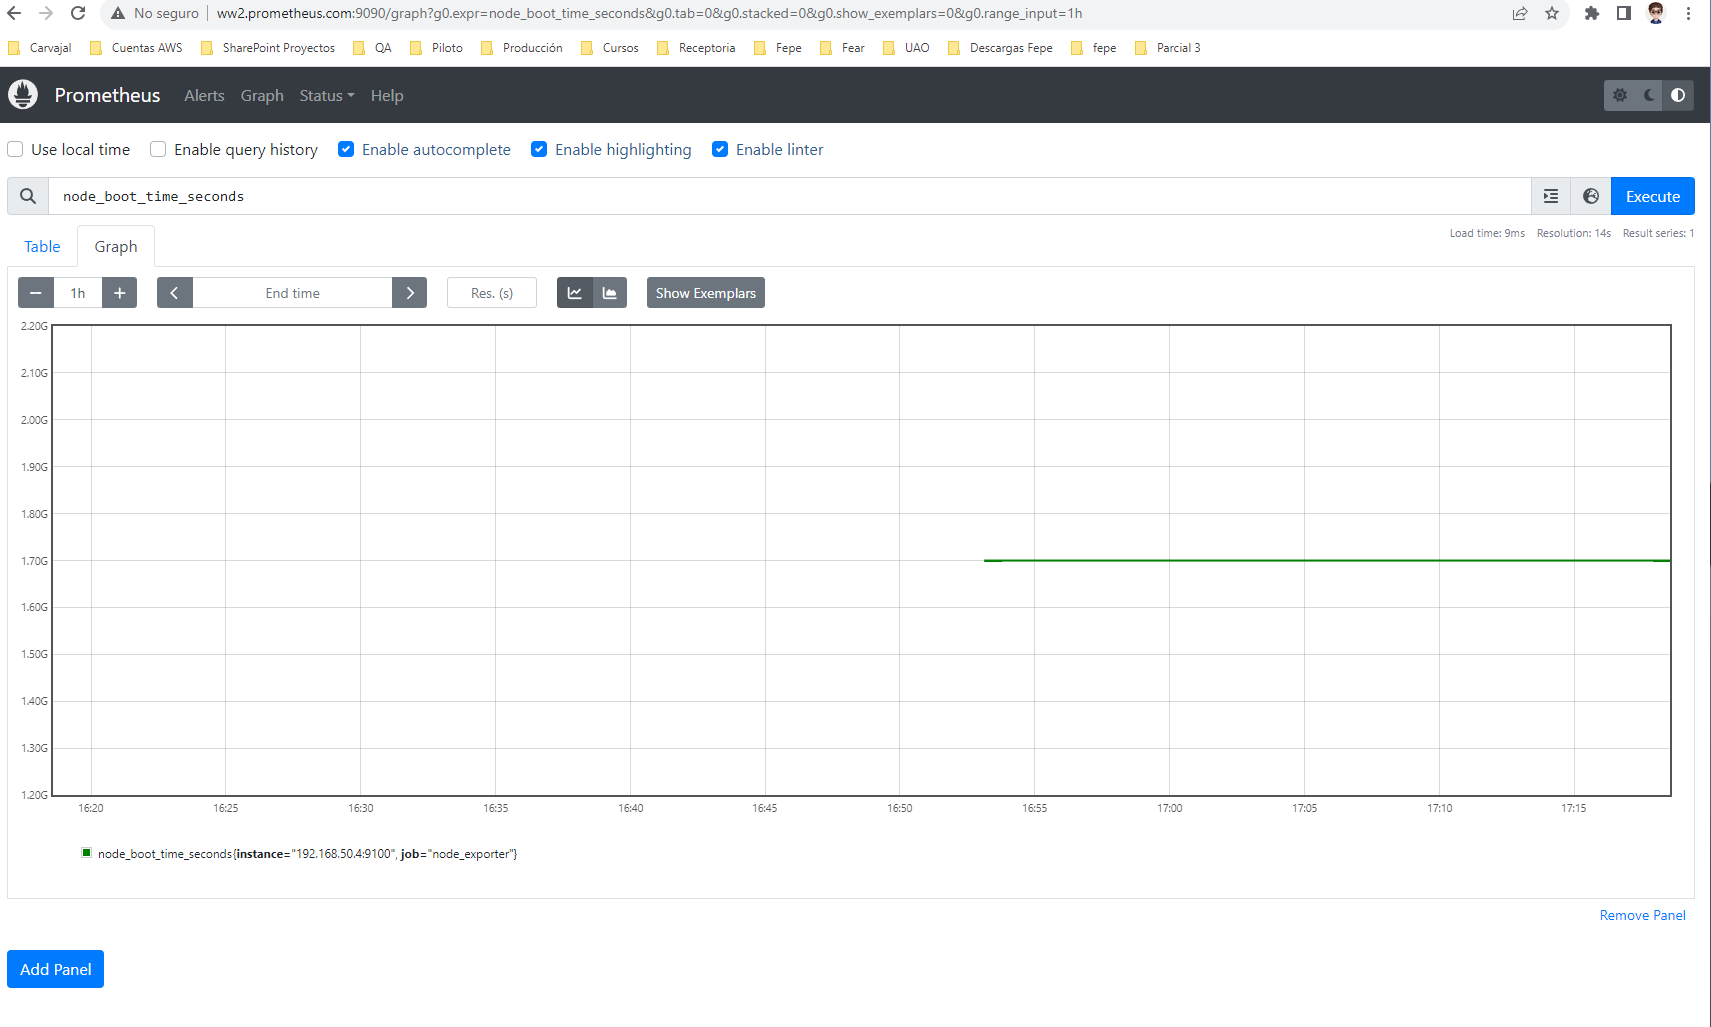 No seguro ww2.prometheus.com:9090/graph?g0.expr=node_boot_time_seconds&g0.tab=0&g0.stacked=0&g0.show_exemplars=0&g0.range_input=1h
Carvajal Cuentas AWS SharePoint Proyectos QA Piloto Producción Cursos Receptoria Fepe Fear UAO Descargas Fepe fepe Parcial 3
Prometheus Alerts Graph Status Help
Use local time Enable query history Enable autocomplete Enable highlighting Enable linter
node_boot_time_seconds Execute
Table Graph Load time: 9ms Resolution: 14s Result series: 1
1h End time Res. (s) Show Exemplars
2.20G
2.10G
2.00G
1.90G
1.80G
1.70G
1.60G
1.50G
1.40G
1.30G
1.20G
16:20 16:25 16:30 16:35 16:40 16:45 16:50 16:55 17:00 17:05 17:10 17:15
node_boot_time_seconds{instance="192.168.50.4:9100", job="node_exporter"}
Remove Panel
Add Panel